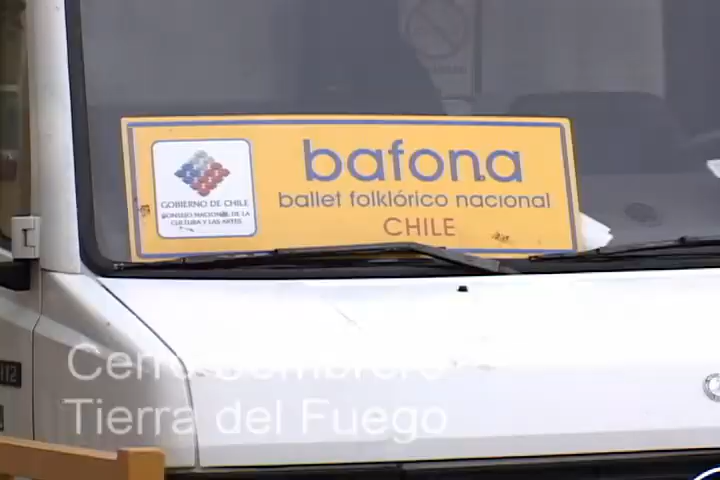 bafona
ballet folklórico nacional
CHILE
GOBIERNO DE CHILE
CONSEJO NACIONAL DE LA
CULTURA Y LAS ARTES
Cerro Sombrero
Tierra del Fuego